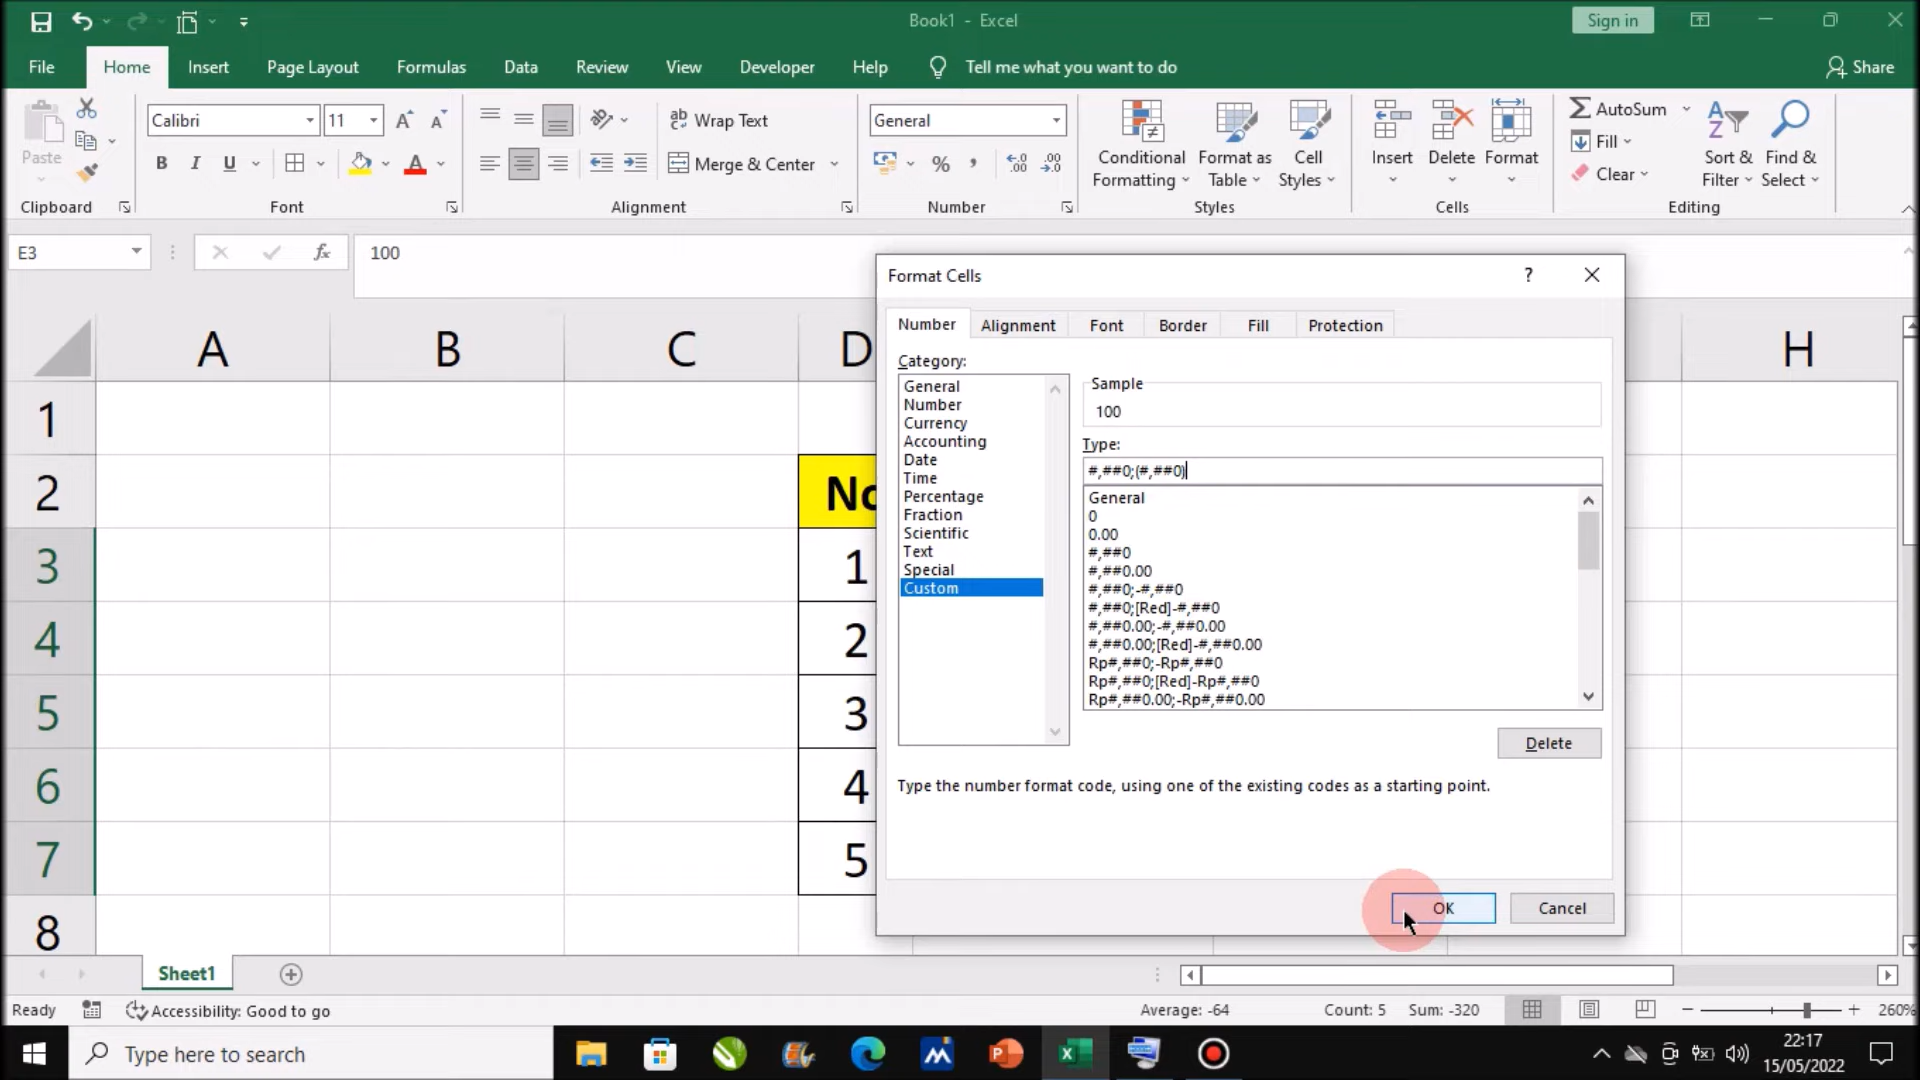 Book1 - Excel
Sign in
File
Home
Insert
Page Layout
Formulas
Data
Review
View
Developer
Help
Tell me what you want to do
Share
Paste
Clipboard
Calibri
11
B I U
Font
Wrap Text
Merge & Center
Alignment
General
Number
Conditional Formatting
Format as Table
Cell Styles
Styles
Insert
Delete
Format
Cells
AutoSum
Fill
Clear
Sort & Filter
Find & Select
Editing
E3
fx
100
A
B
C
D
H
1
2
3
4
5
6
7
8
No
1
2
3
4
5
Format Cells
?
Number
Alignment
Font
Border
Fill
Protection
Category:
General
Number
Currency
Accounting
Date
Time
Percentage
Fraction
Scientific
Text
Special
Custom
Sample
100
Type:
#,##0;(#,##0)
General
0
0.00
#,##0
#,##0.00
#,##0;-#,##0
#,##0;[Red]-#,##0
#,##0.00;-#,##0.00
#,##0.00;[Red]-#,##0.00
Rp#,##0;-Rp#,##0
Rp#,##0;[Red]-Rp#,##0
Rp#,##0.00;-Rp#,##0.00
Delete
Type the number format code, using one of the existing codes as a starting point.
OK
Cancel
Sheet1
Ready
Accessibility: Good to go
Average: -64
Count: 5
Sum: -320
260%
Type here to search
22:17
15/05/2022